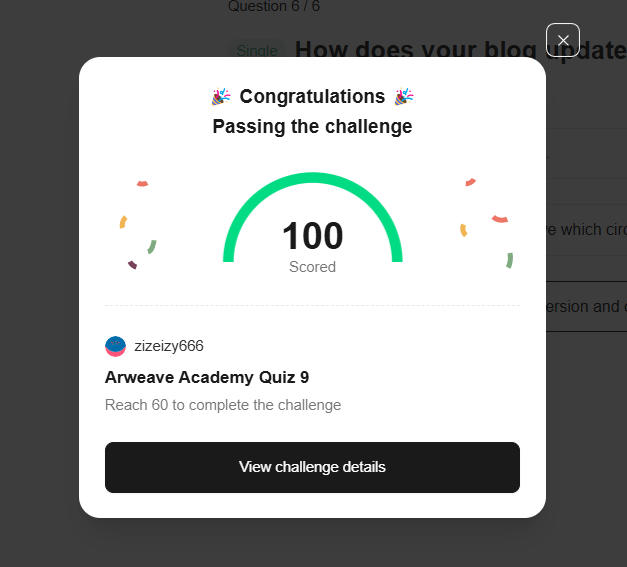 Question 6 / 6
Single How does your blog update
🎉 Congratulations 🎉
Passing the challenge
100
Scored
e which circ
ersion and
zizeizy666
Arweave Academy Quiz 9
Reach 60 to complete the challenge
View challenge details